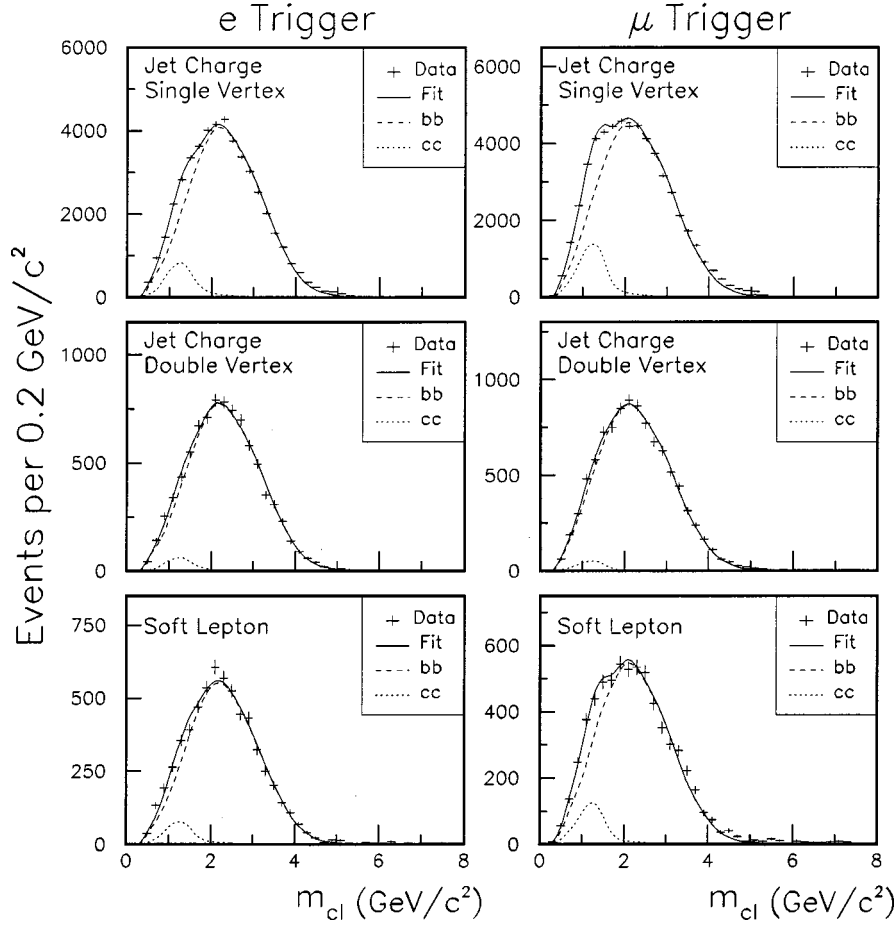 e Trigger
μ Trigger
Events per 0.2 GeV/c²
6000
4000
2000
0
Jet Charge
Single Vertex
Data
Fit
bb
cc
6000
4000
2000
0
Jet Charge
Single Vertex
Data
Fit
bb
cc
1000
500
0
Jet Charge
Double Vertex
Data
Fit
bb
cc
1000
500
0
Jet Charge
Double Vertex
Data
Fit
bb
cc
750
500
250
0
Soft Lepton
Data
Fit
bb
cc
0 2 4 6 8
m_cl (GeV/c²)
600
400
200
0
Soft Lepton
Data
Fit
bb
cc
0 2 4 6 8
m_cl (GeV/c²)